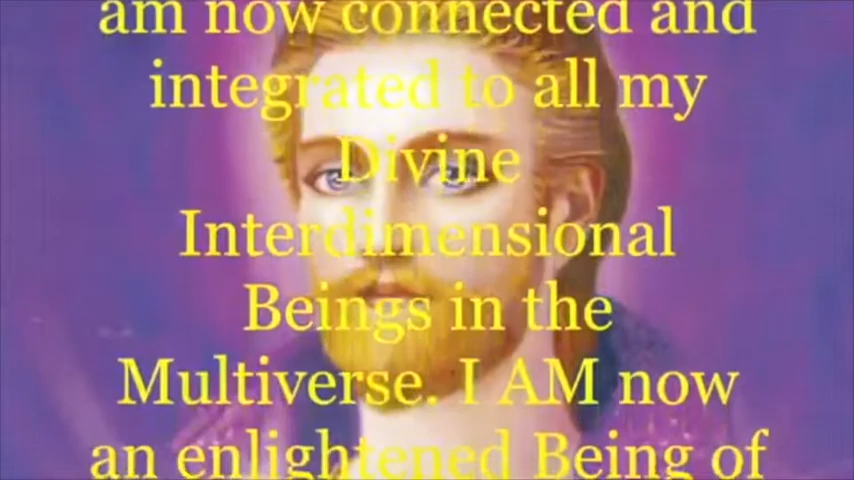 am now connected and
integrated to all my
Divine
Interdimensional
Beings in the
Multiverse. I AM now
an enlightened Being of